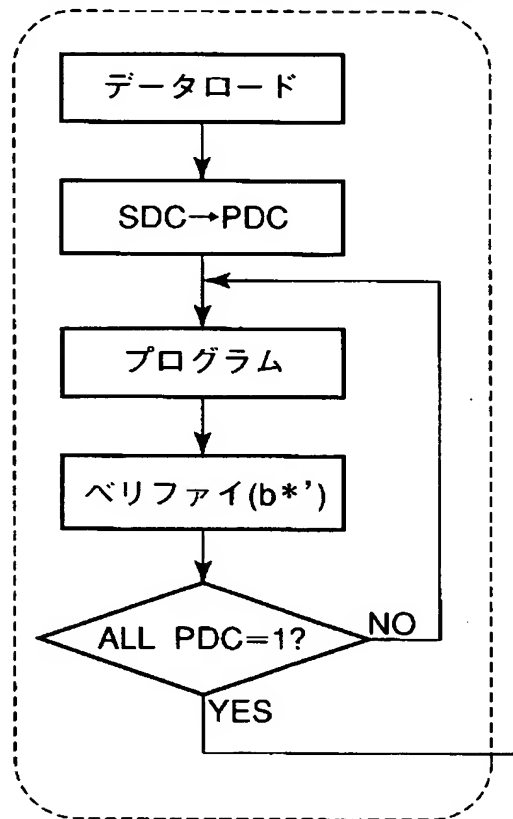 データロード
SDC→PDC
プログラム
ベリファイ(b*')
ALL PDC=1?
NO
YES